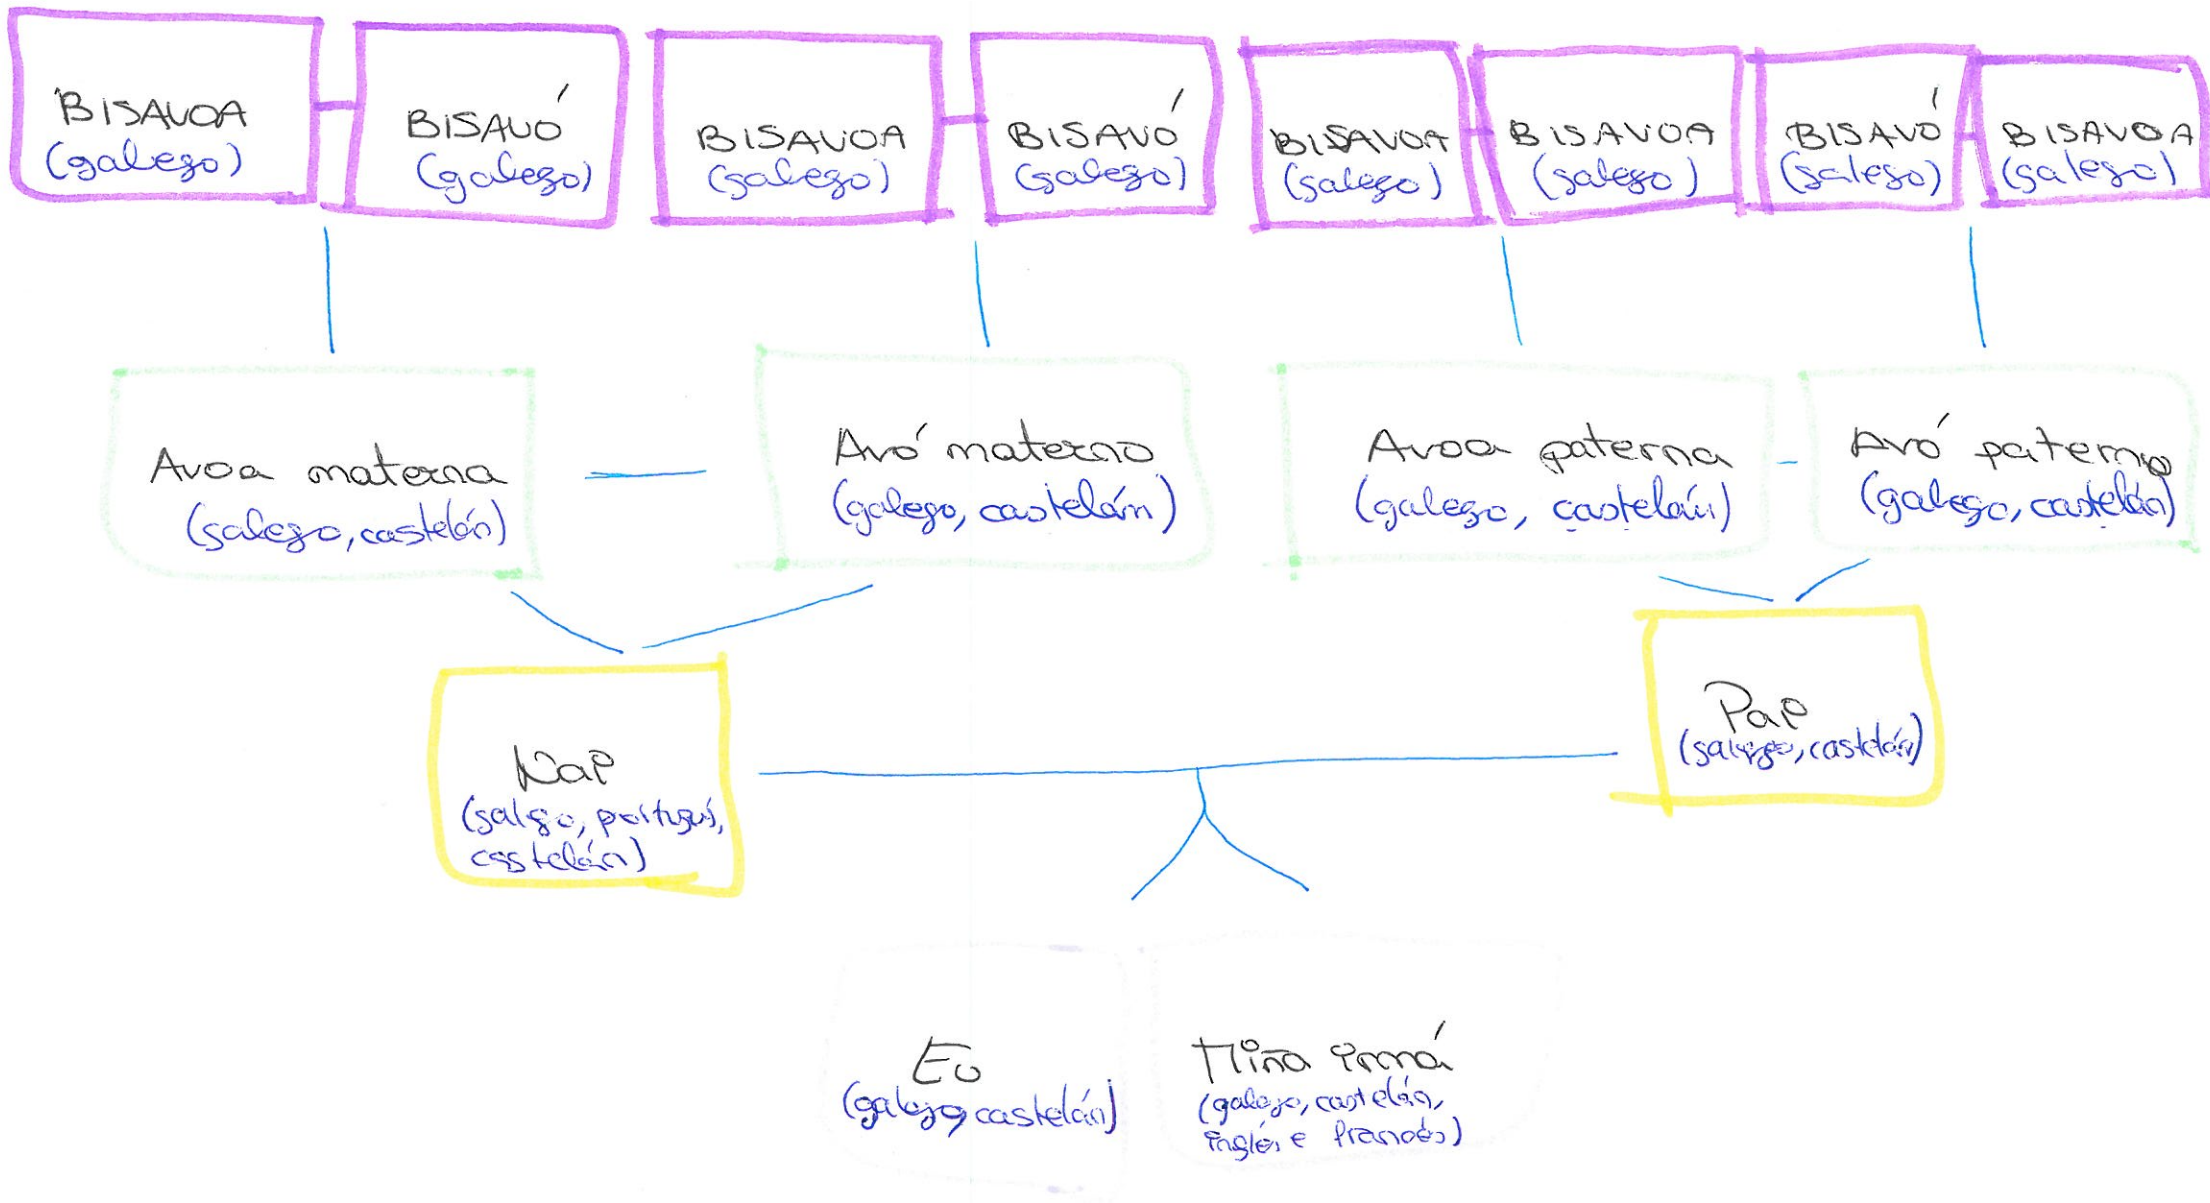 BISAVOA
(galego)
BISAVÓ
(galego)
BISAVOA
(galego)
BISAVÓ
(galego)
BISAVOA
(galego)
BISAVOA
(galego)
BISAVÓ
(galego)
BISAVOA
(galego)
Avoa materna
(galego, castelán)
Avó materno
(galego, castelán)
Avoa paterna
(galego, castelán)
Avó paterno
(galego, castelán)
Nai
(galego, portugués,
castelán)
Pai
(galego, castelán)
Eu
(galego, castelán)
Miña irmá
(galego, castelán,
inglés e francés)